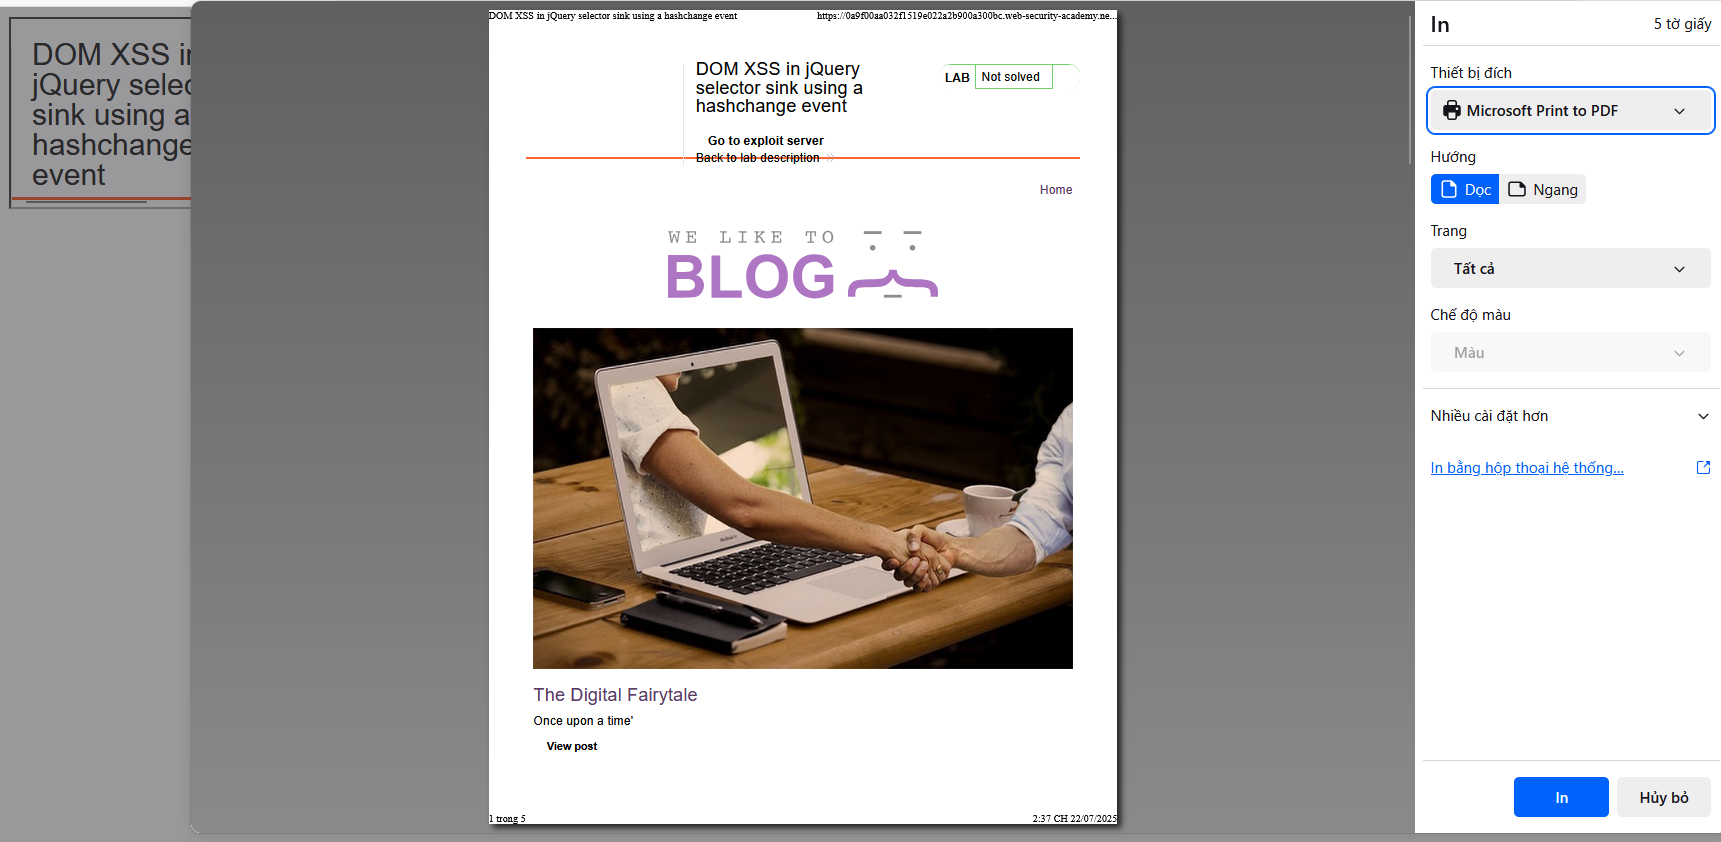 DOM XSS in
jQuery selec
sink using a
hashchange
event
DOM XSS in jQuery selector sink using a hashchange event
https://0a9f00aa032f1519e022a2b900a300bc.web-security-academy.ne...
DOM XSS in jQuery
selector sink using a
hashchange event
LAB Not solved
Go to exploit server
Back to lab description
Home
WE LIKE TO
BLOG
The Digital Fairytale
Once upon a time'
View post
1 trong 5
2:37 CH 22/07/2025
In
5 tờ giấy
Thiết bị đích
Microsoft Print to PDF
Hướng
Dọc
Ngang
Trang
Tất cả
Chế độ màu
Màu
Nhiều cài đặt hơn
In bằng hộp thoại hệ thống...
In
Hủy bỏ